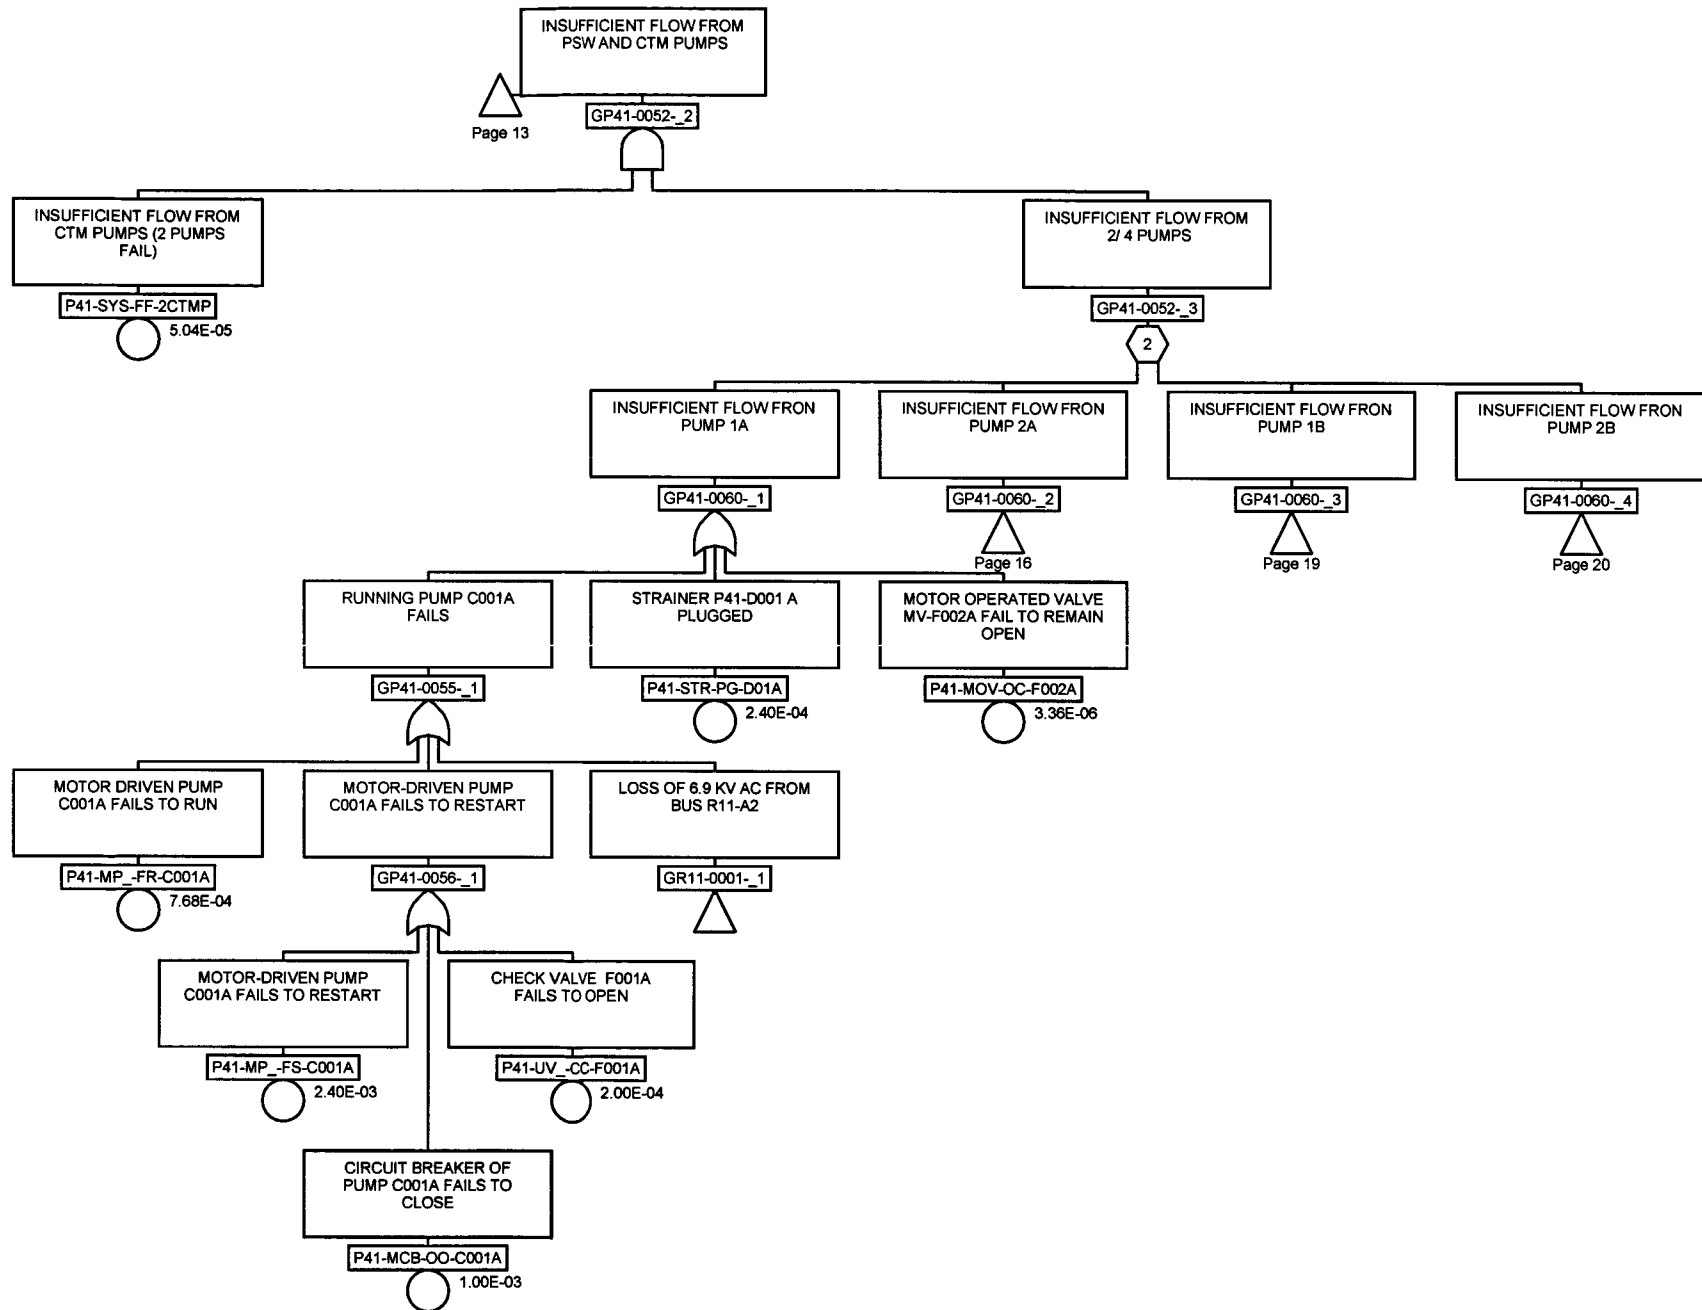 INSUFFICIENT FLOW FROM
PSW AND CTM PUMPS
Page 13
GP41-0052-_2
INSUFFICIENT FLOW FROM
CTM PUMPS (2 PUMPS
FAIL)
P41-SYS-FF-2CTMP
5.04E-05
INSUFFICIENT FLOW FROM
2/ 4 PUMPS
GP41-0052-_3
2
INSUFFICIENT FLOW FRON
PUMP 1A
GP41-0060-_1
INSUFFICIENT FLOW FRON
PUMP 2A
GP41-0060-_2
Page 16
INSUFFICIENT FLOW FRON
PUMP 1B
GP41-0060-_3
Page 19
INSUFFICIENT FLOW FRON
PUMP 2B
GP41-0060-_4
Page 20
RUNNING PUMP C001A
FAILS
GP41-0055-_1
STRAINER P41-D001 A
PLUGGED
P41-STR-PG-D01A
2.40E-04
MOTOR OPERATED VALVE
MV-F002A FAIL TO REMAIN
OPEN
P41-MOV-OC-F002A
3.36E-06
MOTOR DRIVEN PUMP
C001A FAILS TO RUN
P41-MP_-FR-C001A
7.68E-04
MOTOR-DRIVEN PUMP
C001A FAILS TO RESTART
GP41-0056-_1
LOSS OF 6.9 KV AC FROM
BUS R11-A2
GR11-0001-_1
MOTOR-DRIVEN PUMP
C001A FAILS TO RESTART
P41-MP_-FS-C001A
2.40E-03
CHECK VALVE F001A
FAILS TO OPEN
P41-UV_-CC-F001A
2.00E-04
CIRCUIT BREAKER OF
PUMP C001A FAILS TO
CLOSE
P41-MCB-OO-C001A
1.00E-03